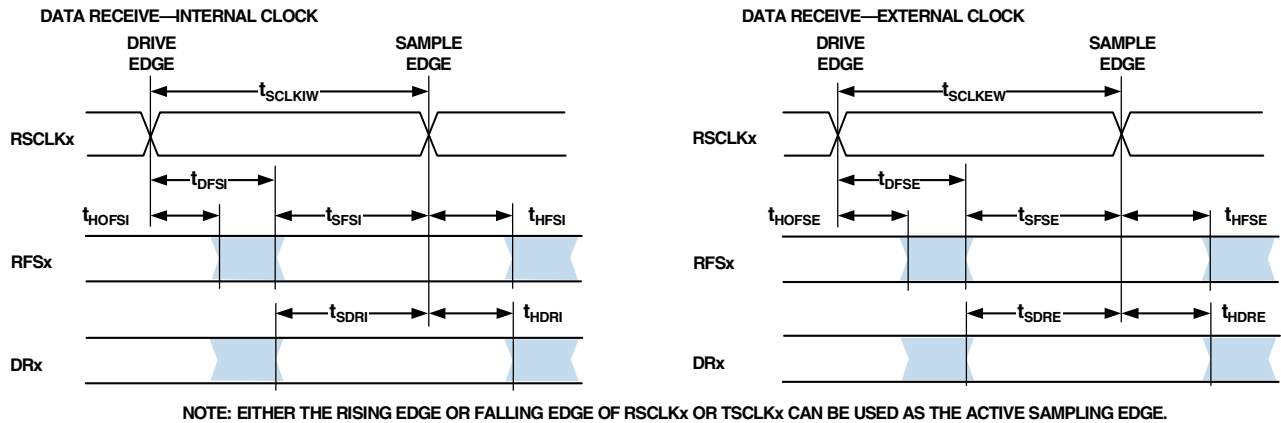 DATA RECEIVE—INTERNAL CLOCK
DRIVE
EDGE
SAMPLE
EDGE
tSCLKIW
RSCLKx
tDFSI
tHOFSI
tSFSI
tHFSI
RFSx
tSDRI
tHDRI
DRx
DATA RECEIVE—EXTERNAL CLOCK
DRIVE
EDGE
SAMPLE
EDGE
tSCLKEW
RSCLKx
tDFSE
tHOFSE
tSFSE
tHFSE
RFSx
tSDRE
tHDRE
DRx
NOTE: EITHER THE RISING EDGE OR FALLING EDGE OF RSCLKx OR TSCLKx CAN BE USED AS THE ACTIVE SAMPLING EDGE.